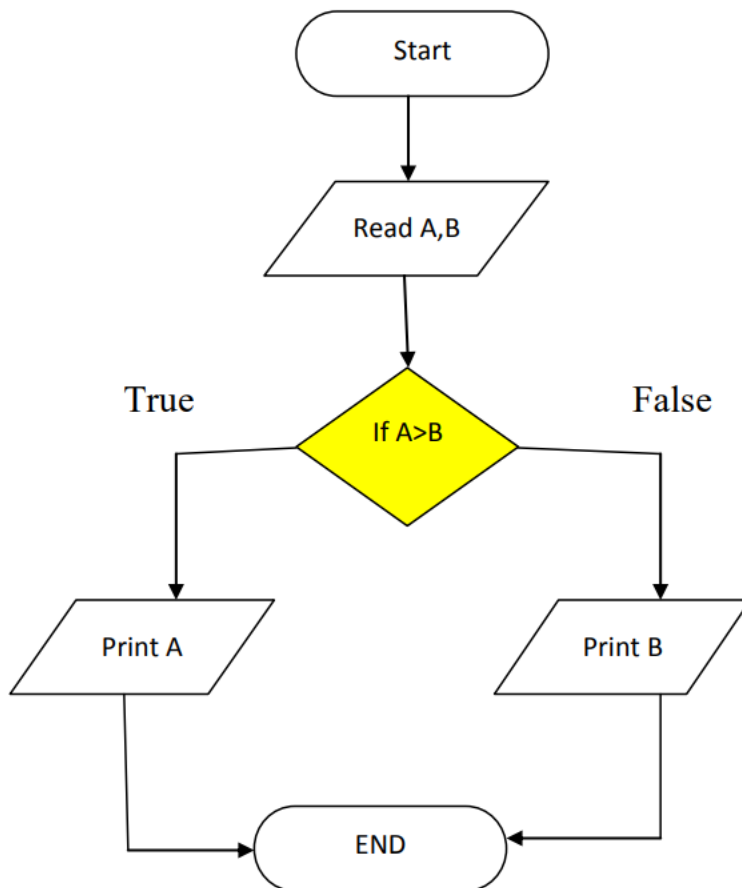 Start
Read A,B
True
False
If A>B
Print A
Print B
END